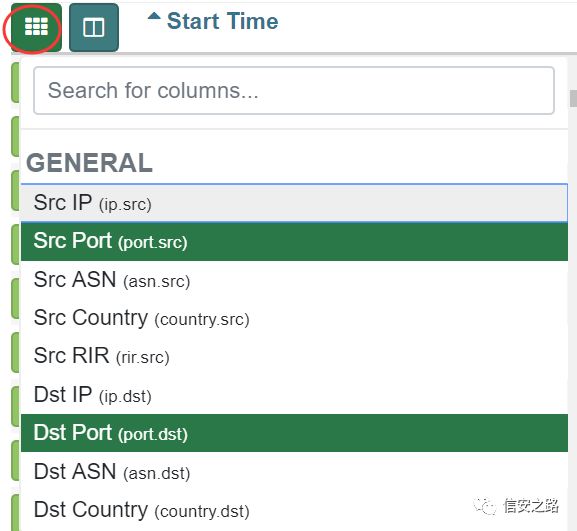 Start Time
Search for columns...
GENERAL
Src IP (ip.src)
Src Port (port.src)
Src ASN (asn.src)
Src Country (country.src)
Src RIR (rir.src)
Dst IP (ip.dst)
Dst Port (port.dst)
Dst ASN (asn.dst)
Dst Country (country.dst)
信安之路